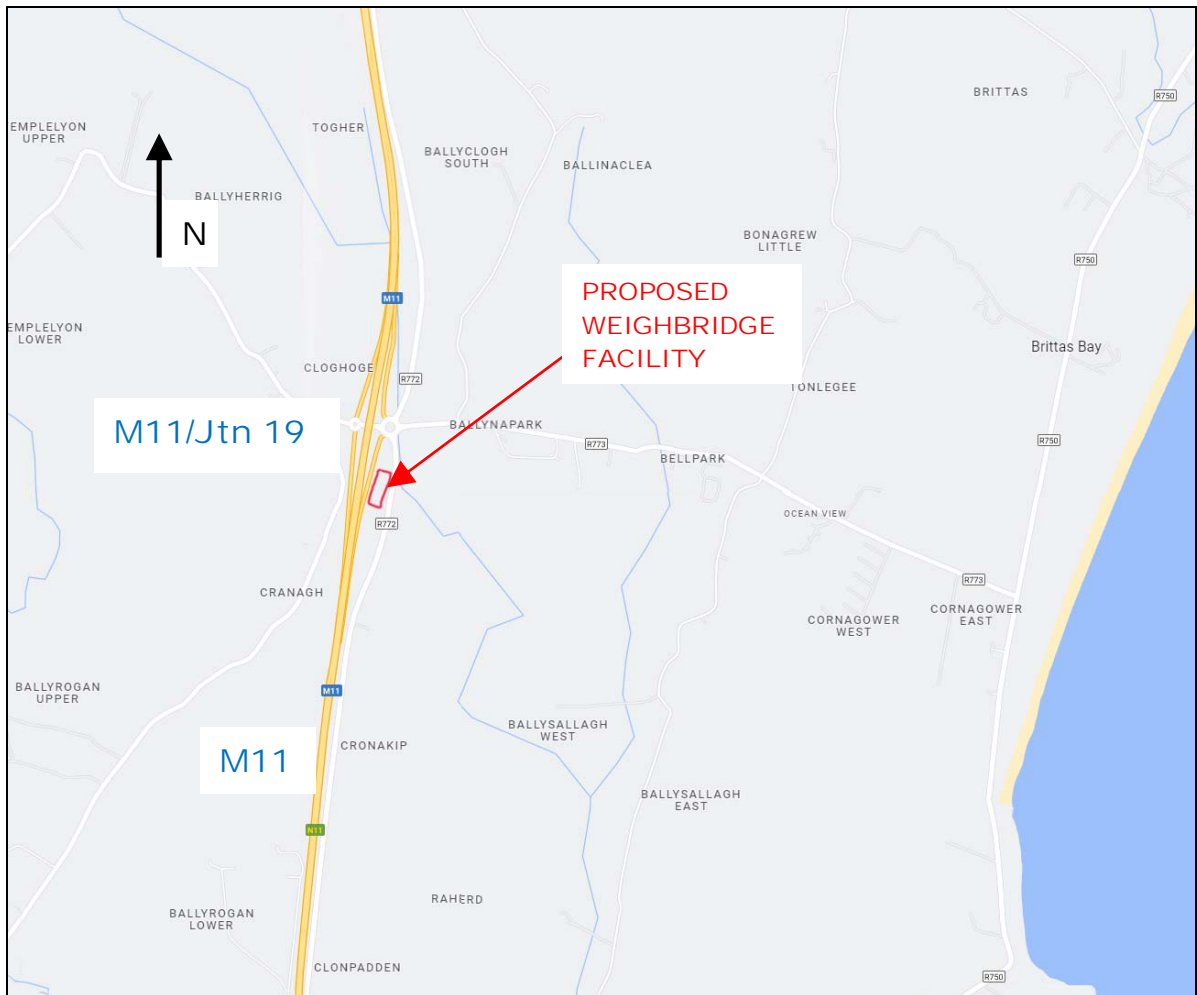 BRITTAS
R750
EMPLELYON
UPPER
TOGHER
BALLYCLOGH
SOUTH
BALLINACLEA
BALLYHERRIG
N
BONAGREW
LITTLE
R750
M11
PROPOSED
WEIGHBRIDGE
FACILITY
EMPLELYON
LOWER
Brittas Bay
CLOGHOGE
R772
TONLEGEE
M11/Jtn 19
BALLYNAPARK
R773
R750
BELLPARK
OCEAN VIEW
R772
R773
CRANAGH
CORNAGOWER
WEST
CORNAGOWER
EAST
BALLYROGAN
UPPER
M11
BALLYSALLAGH
WEST
M11
CRONAKIP
BALLYSALLAGH
EAST
N11
RAHERD
BALLYROGAN
LOWER
CLONPADDEN
R750